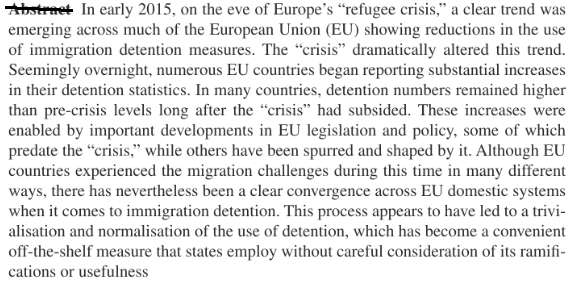 Abstract In early 2015, on the eve of Europe’s “refugee crisis,” a clear trend was
emerging across much of the European Union (EU) showing reductions in the use
of immigration detention measures. The “crisis” dramatically altered this trend.
Seemingly overnight, numerous EU countries began reporting substantial increases
in their detention statistics. In many countries, detention numbers remained higher
than pre-crisis levels long after the “crisis” had subsided. These increases were
enabled by important developments in EU legislation and policy, some of which
predate the “crisis,” while others have been spurred and shaped by it. Although EU
countries experienced the migration challenges during this time in many different
ways, there has nevertheless been a clear convergence across EU domestic systems
when it comes to immigration detention. This process appears to have led to a trivi-
alisation and normalisation of the use of detention, which has become a convenient
off-the-shelf measure that states employ without careful consideration of its ramifi-
cations or usefulness